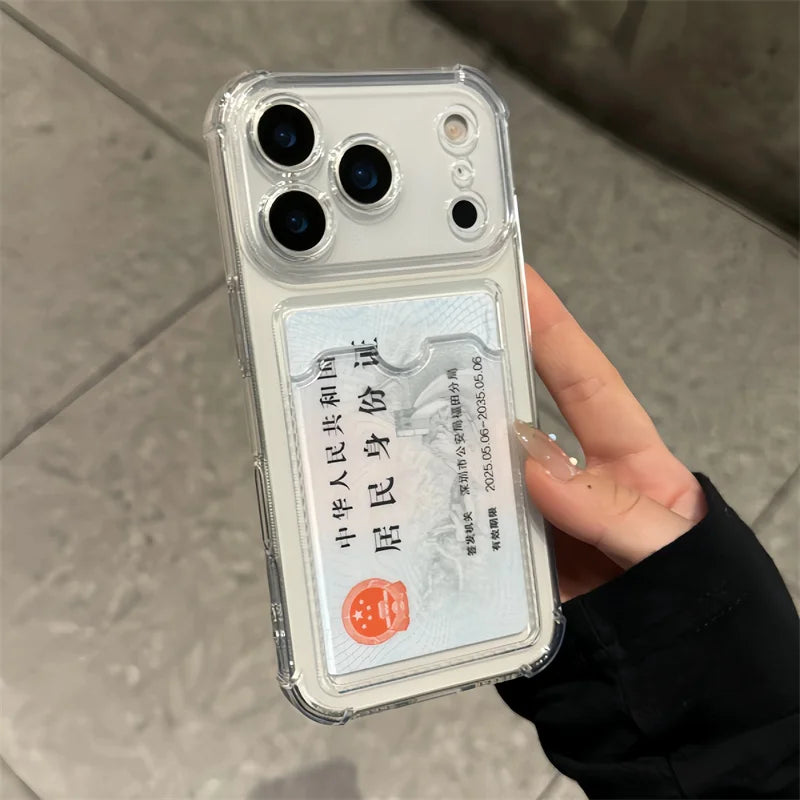 中华人民共和国
居民身份证
签发机关 深圳市公安局福田分局
有效期限 2025.05.06-2035.05.06